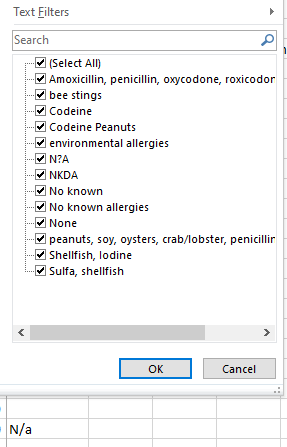 Text Filters
Search
(Select All)
Amoxicillin, penicillin, oxycodone, roxicodon
bee stings
Codeine
Codeine Peanuts
environmental allergies
N?A
NKDA
No known
No known allergies
None
peanuts, soy, oysters, crab/lobster, penicillin
Shellfish, Iodine
Sulfa, shellfish
OK
Cancel
N/a